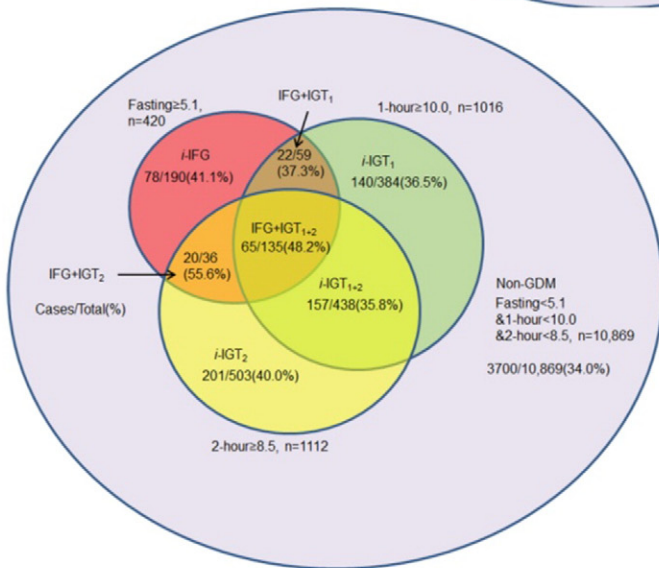 IFG+IGT₁
Fasting≥5.1,
n=420
1-hour≥10.0, n=1016
i-IFG
78/190(41.1%)
22/59
(37.3%)
i-IGT₁
140/384(36.5%)
IFG+IGT₁₊₂
65/135(48.2%)
20/36
(55.6%)
IFG+IGT₂
Cases/Total(%)
i-IGT₁₊₂
157/438(35.8%)
Non-GDM
Fasting<5.1
&1-hour<10.0
&2-hour<8.5, n=10,869
3700/10,869(34.0%)
i-IGT₂
201/503(40.0%)
2-hour≥8.5, n=1112